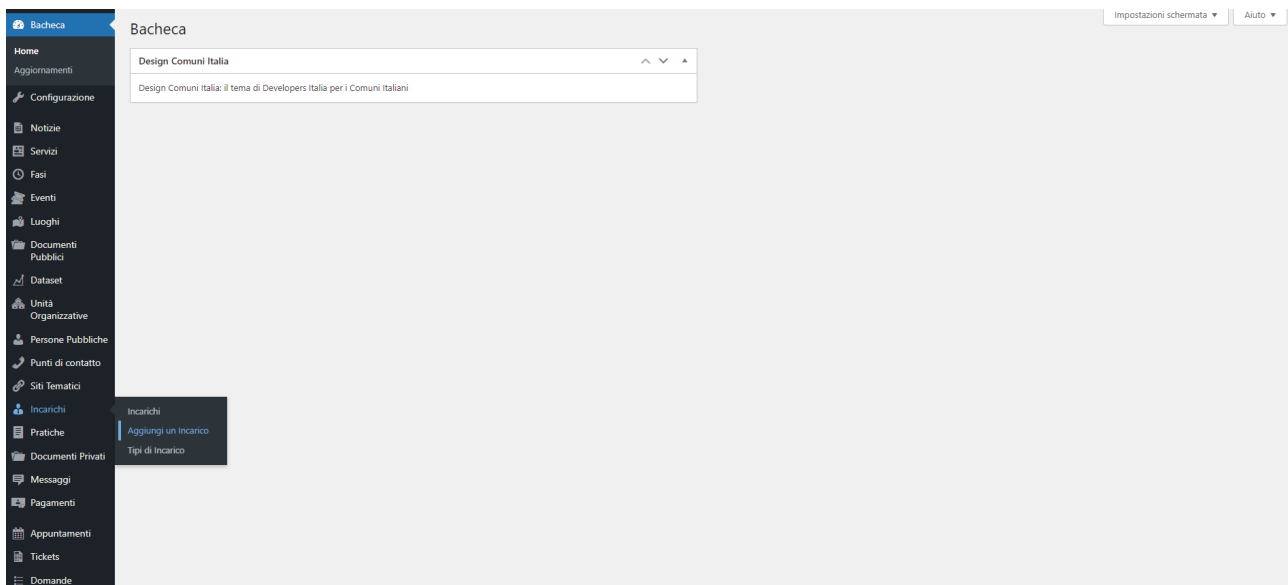 Bacheca
Home
Aggiornamenti
Configurazione
Notizie
Servizi
Fasi
Eventi
Luoghi
Documenti
Pubblici
Dataset
Unità
Organizzative
Persone Pubbliche
Punti di contatto
Siti Tematici
Incarichi
Pratiche
Documenti Privati
Messaggi
Pagamenti
Appuntamenti
Tickets
Domande
Incarichi
Aggiungi un Incarico
Tipi di Incarico
Impostazioni schermata
Aiuto
Bacheca
Design Comuni Italia
Design Comuni Italia: il tema di Developers Italia per i Comuni Italiani